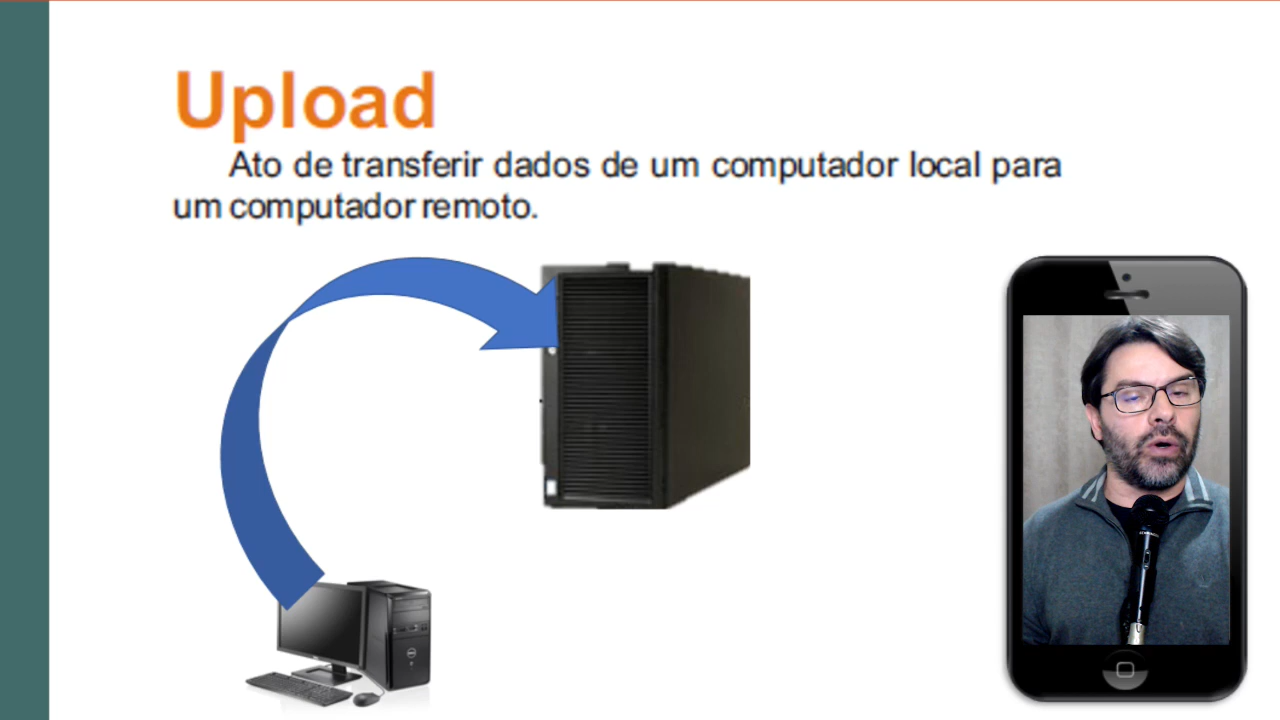 Upload
Ato de transferir dados de um computador local para
um computador remoto.